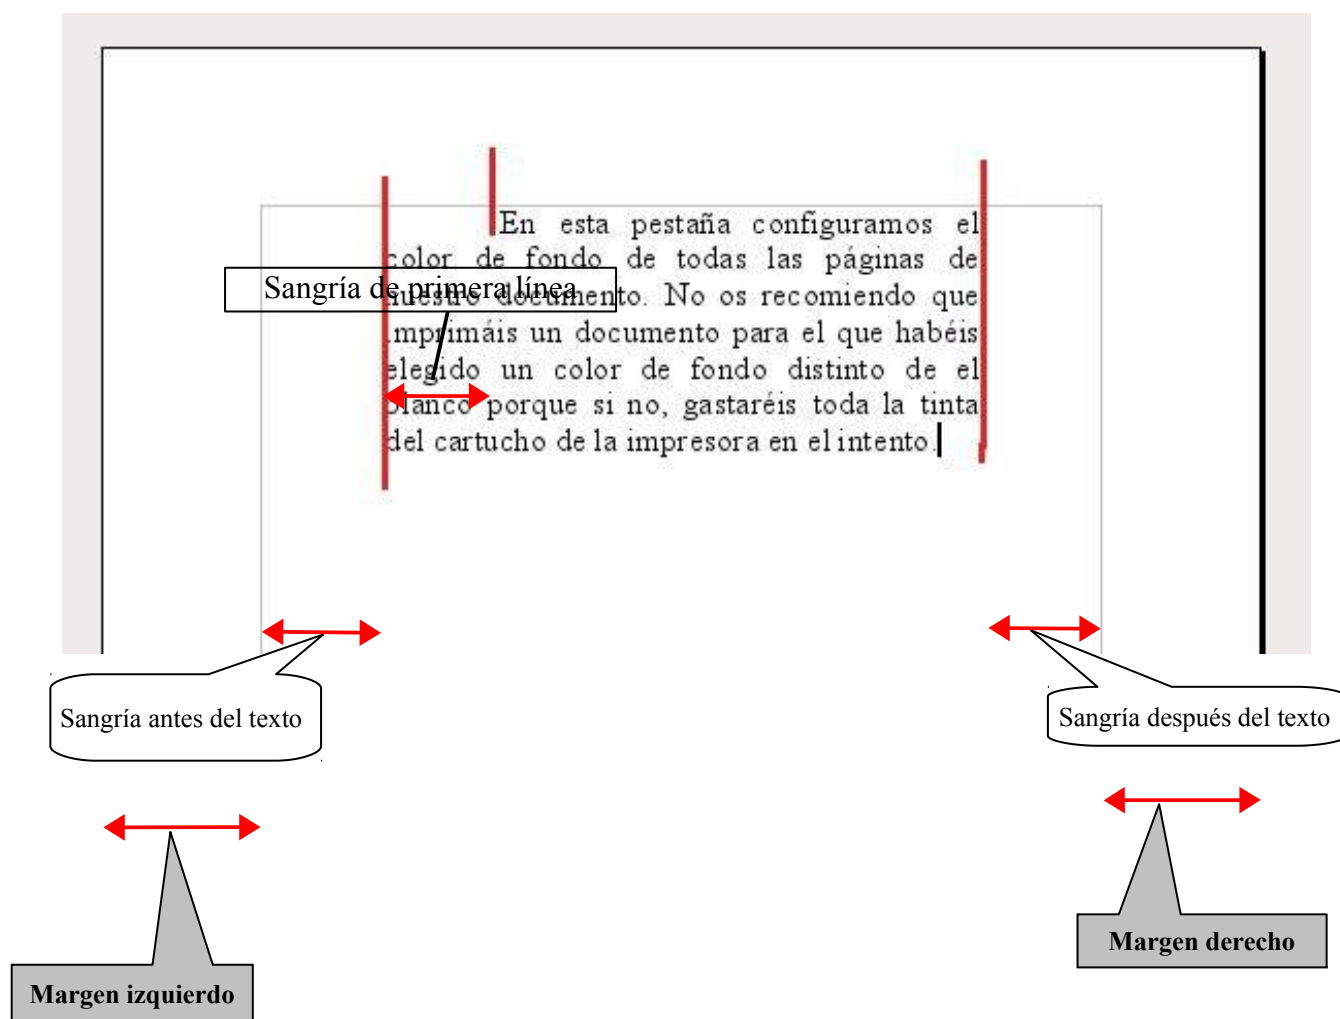 En esta pestaña configuramos el
color de fondo de todas las páginas de
Sangría de primera línea
nuestro documento. No os recomiendo que
imprimáis un documento para el que habéis
elegido un color de fondo distinto de el
blanco porque si no, gastaréis toda la tinta
del cartucho de la impresora en el intento.
Sangría antes del texto
Sangría después del texto
Margen derecho
Margen izquierdo